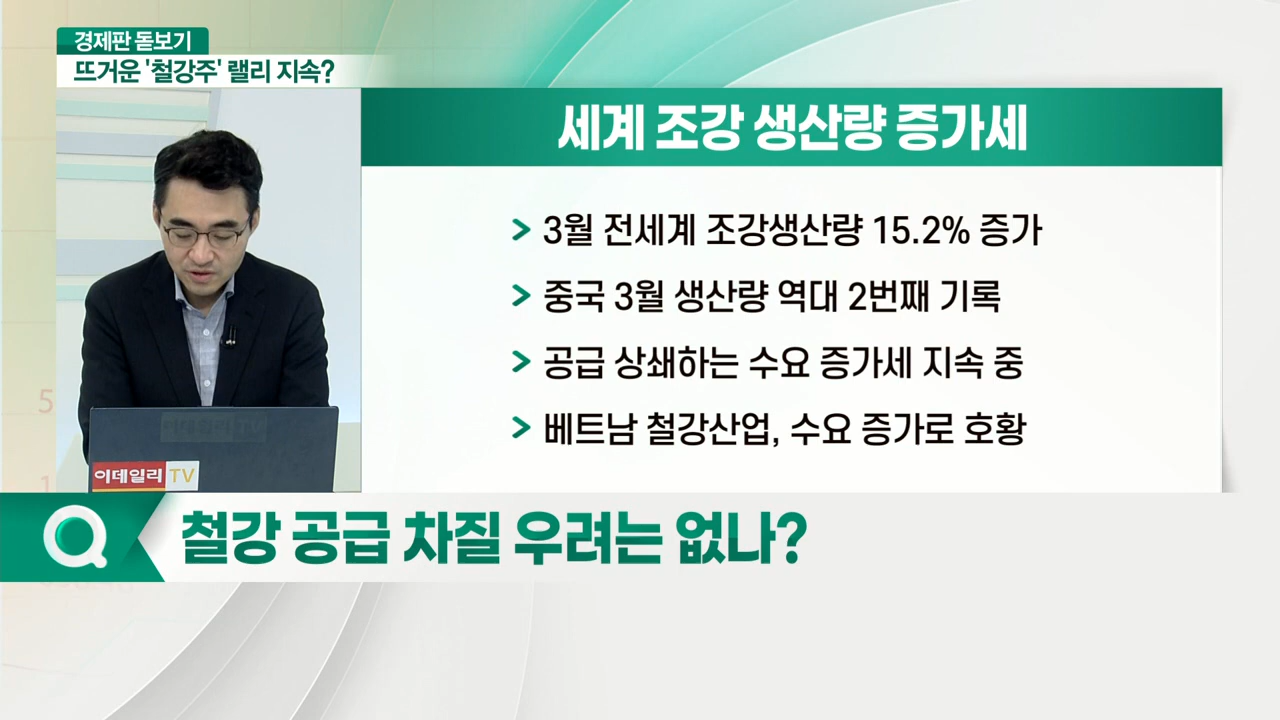 경제판 돋보기
뜨거운 '철강주' 랠리 지속?
세계 조강 생산량 증가세
> 3월 전세계 조강생산량 15.2% 증가
> 중국 3월 생산량 역대 2번째 기록
> 공급 상쇄하는 수요 증가세 지속 중
> 베트남 철강산업, 수요 증가로 호황
이데일리 TV
Q 철강 공급 차질 우려는 없나?